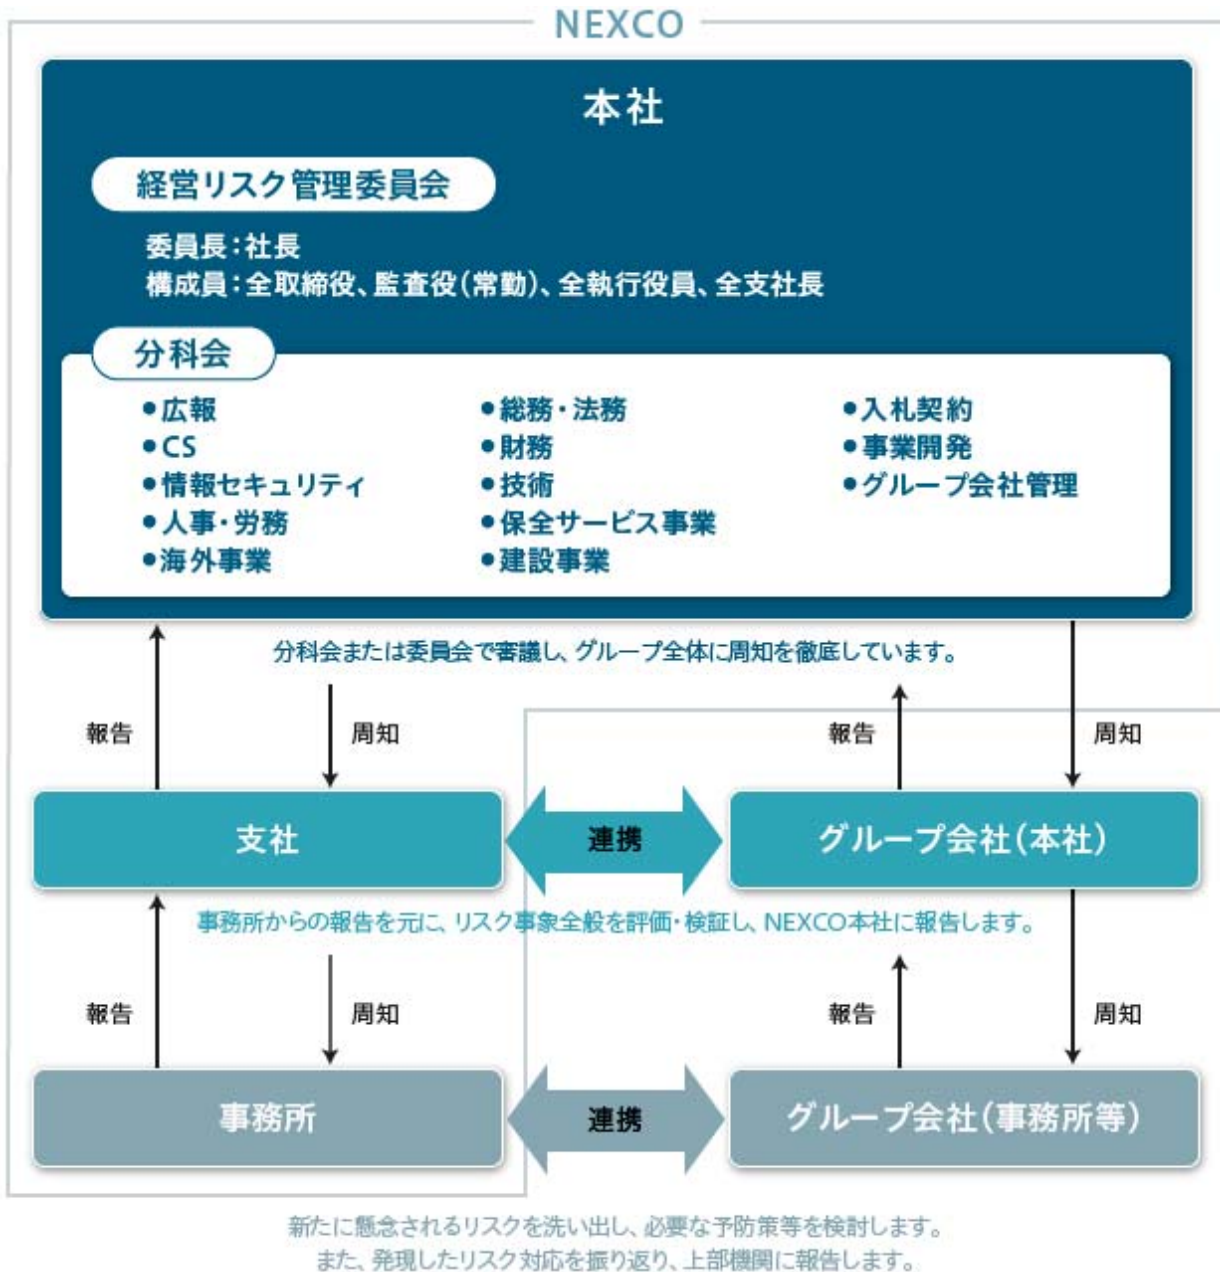 NEXCO
本社
経営リスク管理委員会
委員長：社長
構成員：全取締役、監査役(常勤)、全執行役員、全支社長
分科会
●広報
●CS
●情報セキュリティ
●人事・労務
●海外事業
●総務・法務
●財務
●技術
●保全サービス事業
●建設事業
●入札契約
●事業開発
●グループ会社管理
分科会または委員会で審議し、グループ全体に周知を徹底しています。
報告
周知
報告
周知
支社
連携
グループ会社(本社)
事務所からの報告を元に、リスク事象全般を評価・検証し、NEXCO本社に報告します。
報告
周知
報告
周知
事務所
連携
グループ会社(事務所等)
新たに懸念されるリスクを洗い出し、必要な予防策等を検討します。
また、発現したリスク対応を振り返り、上部機関に報告します。